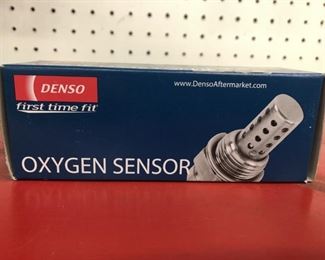 DENSO
first time fit
www.DensoAftermarket.com
OXYGEN SENSOR